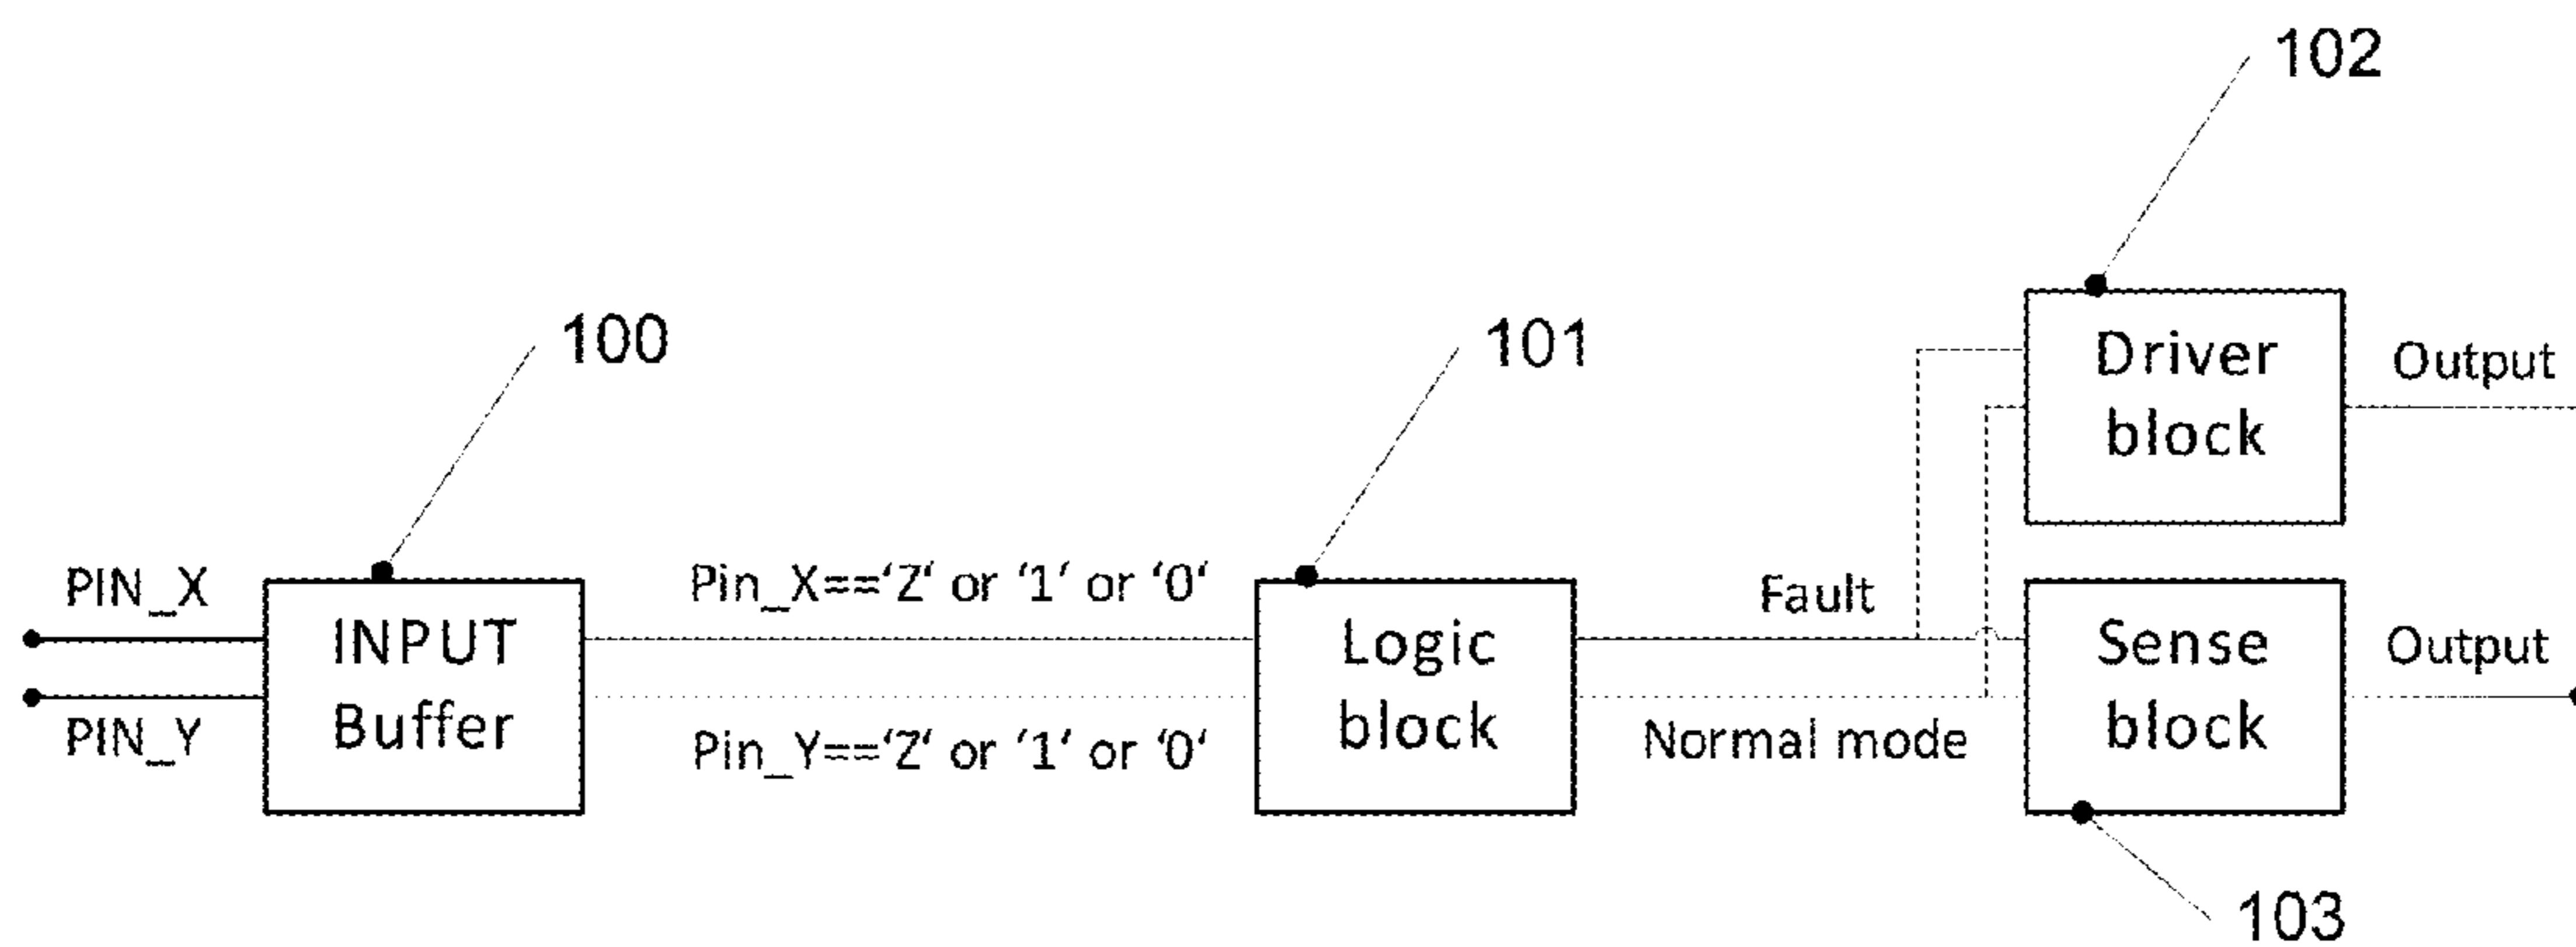 102
100
101
Driver
block
Output
PIN_X
Pin_X==‘Z‘ or ‘1‘ or ‘0‘
Fault
INPUT
Buffer
Logic
block
Sense
block
Output
PIN_Y
Pin_Y==‘Z‘ or ‘1‘ or ‘0‘
Normal mode
103